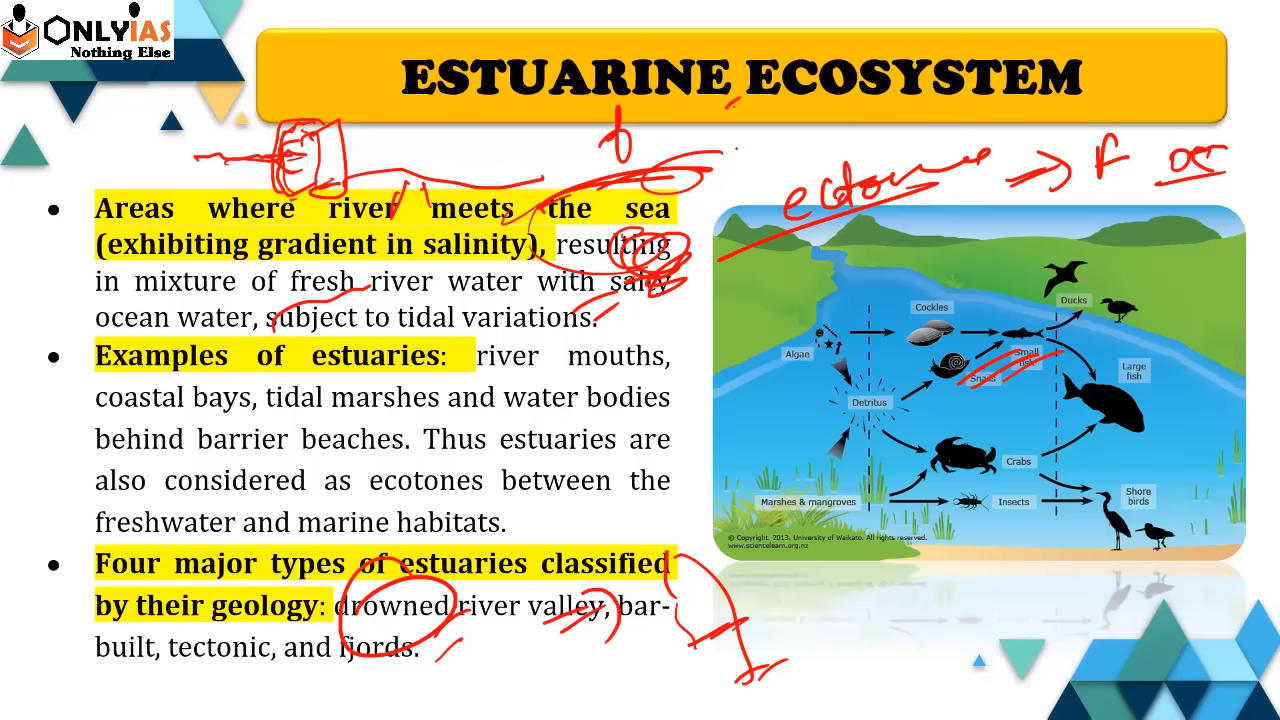 ONLYIAS
Nothing Else
ESTUARINE ECOSYSTEM
ectones => F
• Areas where river meets the sea
(exhibiting gradient in salinity), resulting
in mixture of fresh river water with salty
ocean water, subject to tidal variations.
• Examples of estuaries: river mouths,
coastal bays, tidal marshes and water bodies
behind barrier beaches. Thus estuaries are
also considered as ecotones between the
freshwater and marine habitats.
• Four major types of estuaries classified
by their geology: drowned river valley, bar-
built, tectonic, and fjords.
Ducks
Cockles
Algae
Small
fish
Snails
Large
fish
Detritus
Crabs
Marshes & mangroves
Insects
Shore
birds
© Copyright. 2013. University of Waikato. All rights reserved.
www.sciencelearn.org.nz